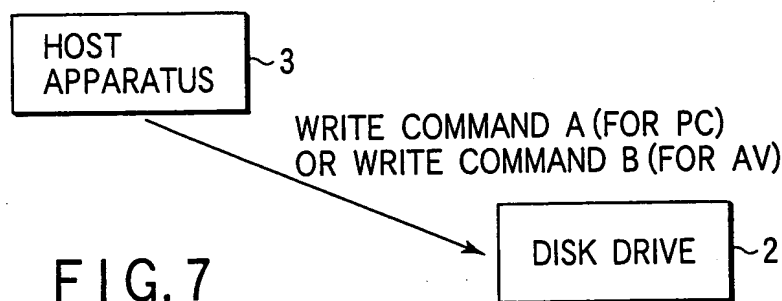 HOST
APPARATUS
3
WRITE COMMAND A (FOR PC)
OR WRITE COMMAND B (FOR AV)
DISK DRIVE
2
FIG. 7